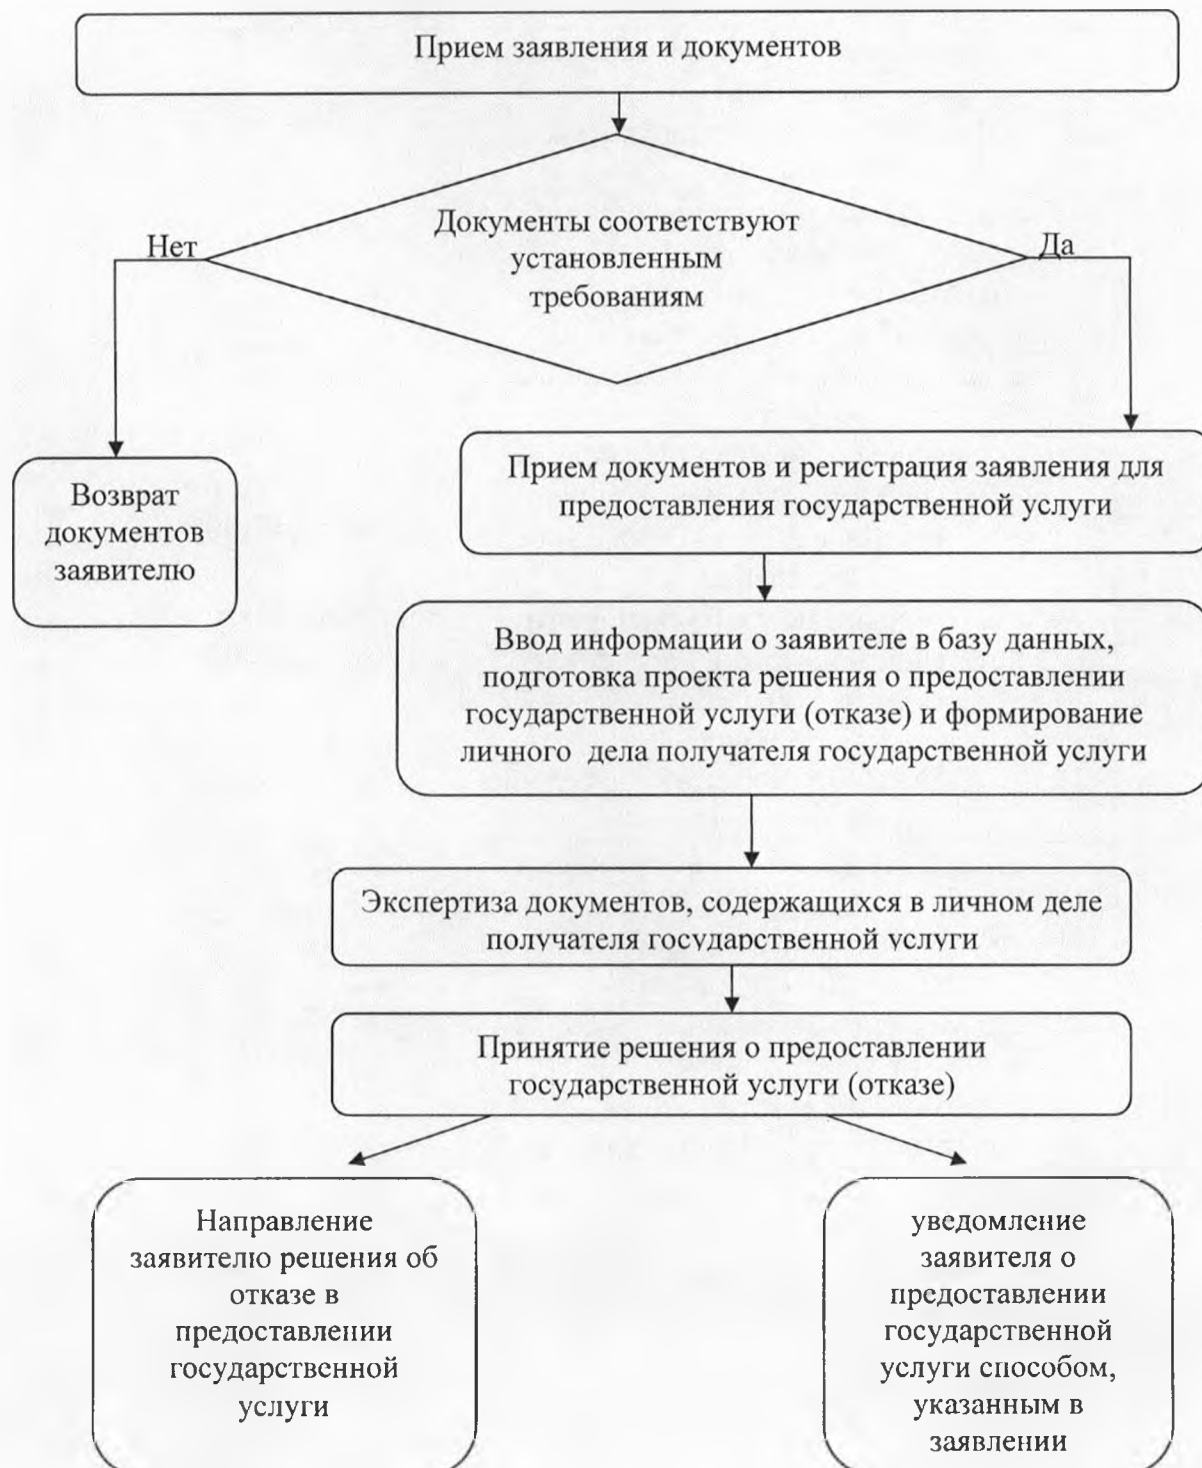 Прием заявления и документов
Документы соответствуют
установленным
требованиям
Нет
Да
Возврат
документов
заявителю
Прием документов и регистрация заявления для
предоставления государственной услуги
Ввод информации о заявителе в базу данных,
подготовка проекта решения о предоставлении
государственной услуги (отказе) и формирование
личного дела получателя государственной услуги
Экспертиза документов, содержащихся в личном деле
получателя государственной услуги
Принятие решения о предоставлении
государственной услуги (отказе)
Направление
заявителю решения об
отказе в
предоставлении
государственной
услуги
уведомление
заявителя о
предоставлении
государственной
услуги способом,
указанным в
заявлении